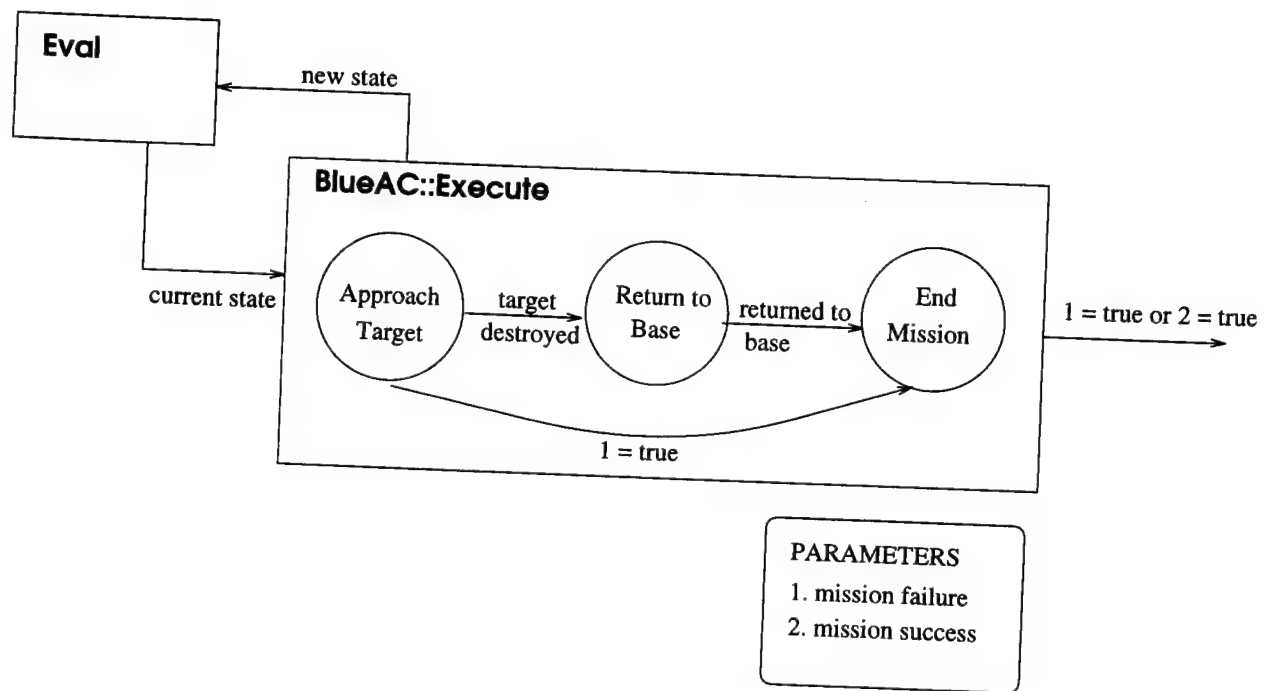 Eval
new state
current state
BlueAC::Execute
Approach
Target
target
destroyed
Return to
Base
returned to
base
End
Mission
1 = true
1 = true or 2 = true
PARAMETERS
1. mission failure
2. mission success